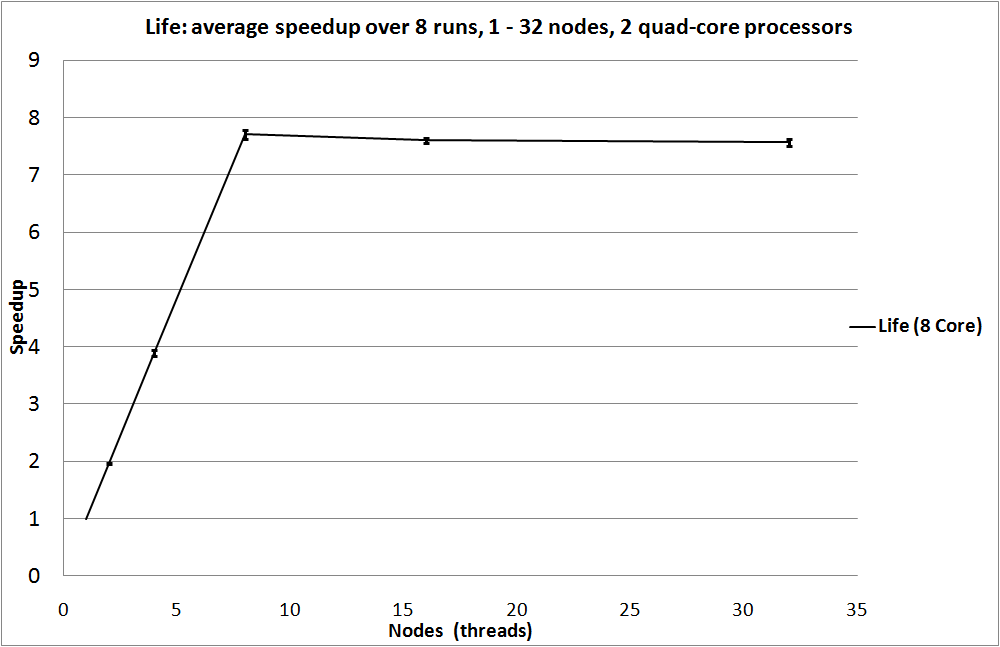 Life: average speedup over 8 runs, 1 - 32 nodes, 2 quad-core processors
9
8
7
6
5
4
3
2
1
0
Speedup
0 5 10 15 20 25 30 35
Nodes (threads)
Life (8 Core)